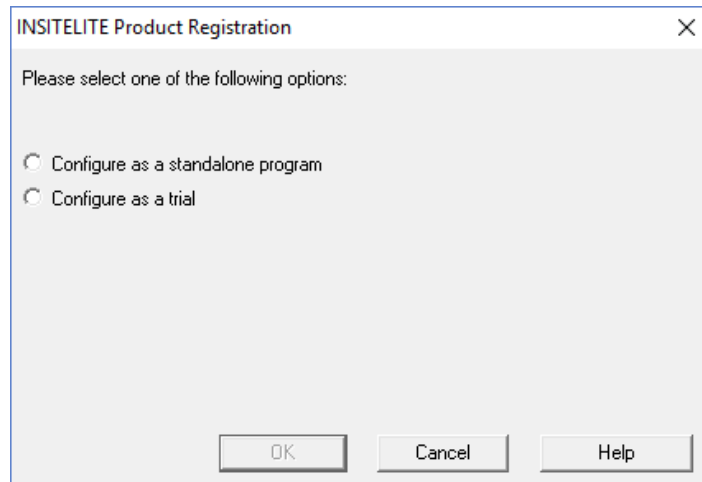 INSITELITE Product Registration
Please select one of the following options:
Configure as a standalone program
Configure as a trial
OK
Cancel
Help